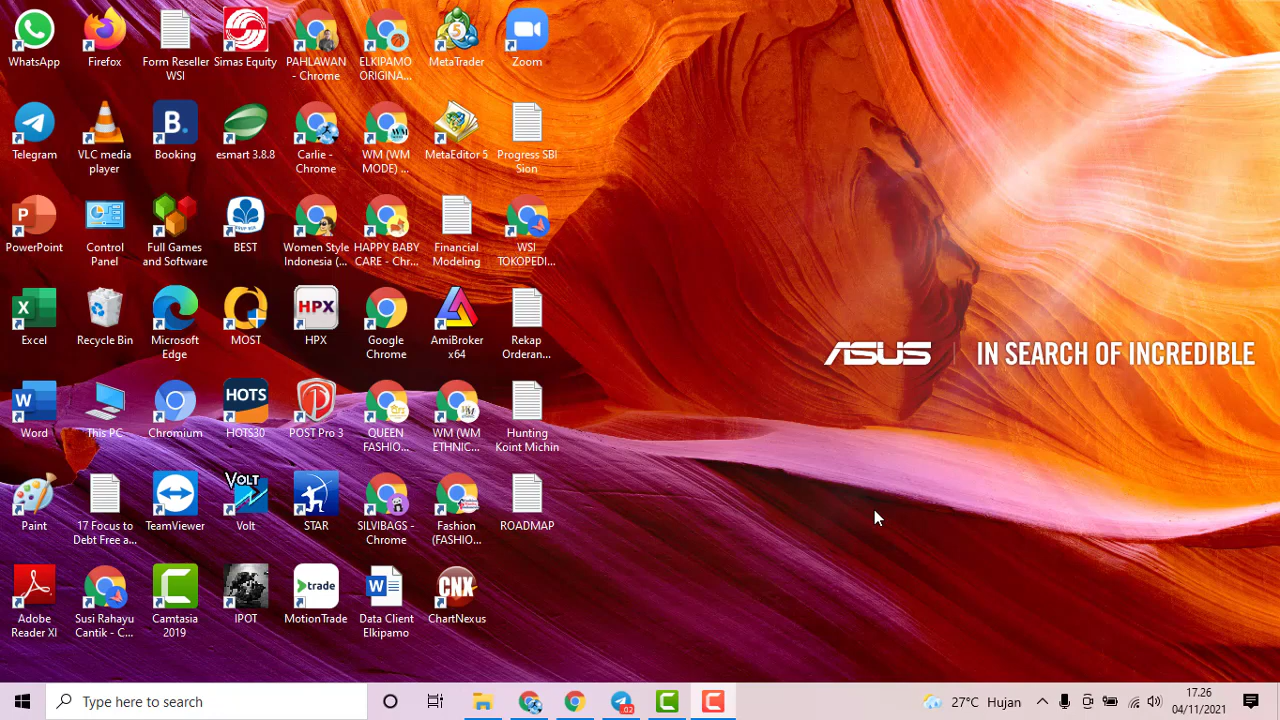 WhatsApp
Firefox
Form Reseller
WSI
Simas Equity
PAHLAWAN
- Chrome
ELKIPAMO
ORIGINA...
5
MetaTrader
Zoom
Telegram
VLC media
player
B.
Booking
esmart 3.8.8
Carlie -
Chrome
WM
WM (WM
MODE) ...
MetaEditor 5
Progress SBI
Sion
P
PowerPoint
Control
Panel
Full Games
and Software
BEST
Women Style
Indonesia (...
HAPPY BABY
CARE - Chr...
Financial
Modeling
WSI
TOKOPEDI...
X
Excel
Recycle Bin
Microsoft
Edge
MOST
HPX
HPX
Google
Chrome
AmiBroker
x64
Rekap
Orderan...
ASUS
IN SEARCH OF INCREDIBLE
W
Word
This PC
Chromium
HOTS
HOTS30
POST Pro 3
QUEEN
FASHIO...
WM (WM
ETHNIC...
Hunting
Koint Michin
Paint
17 Focus to
Debt Free a...
TeamViewer
VOLT
Volt
STAR
SILVIBAGS -
Chrome
Fashion
(FASHIO...
ROADMAP
Adobe
Reader XI
Susi Rahayu
Cantik - C...
C
Camtasia
2019
IPOT
trade
MotionTrade
W
Data Client
Elkipamo
CNX
ChartNexus
Type here to search
.02
C
C
27°C Hujan
17.26
04/11/2021